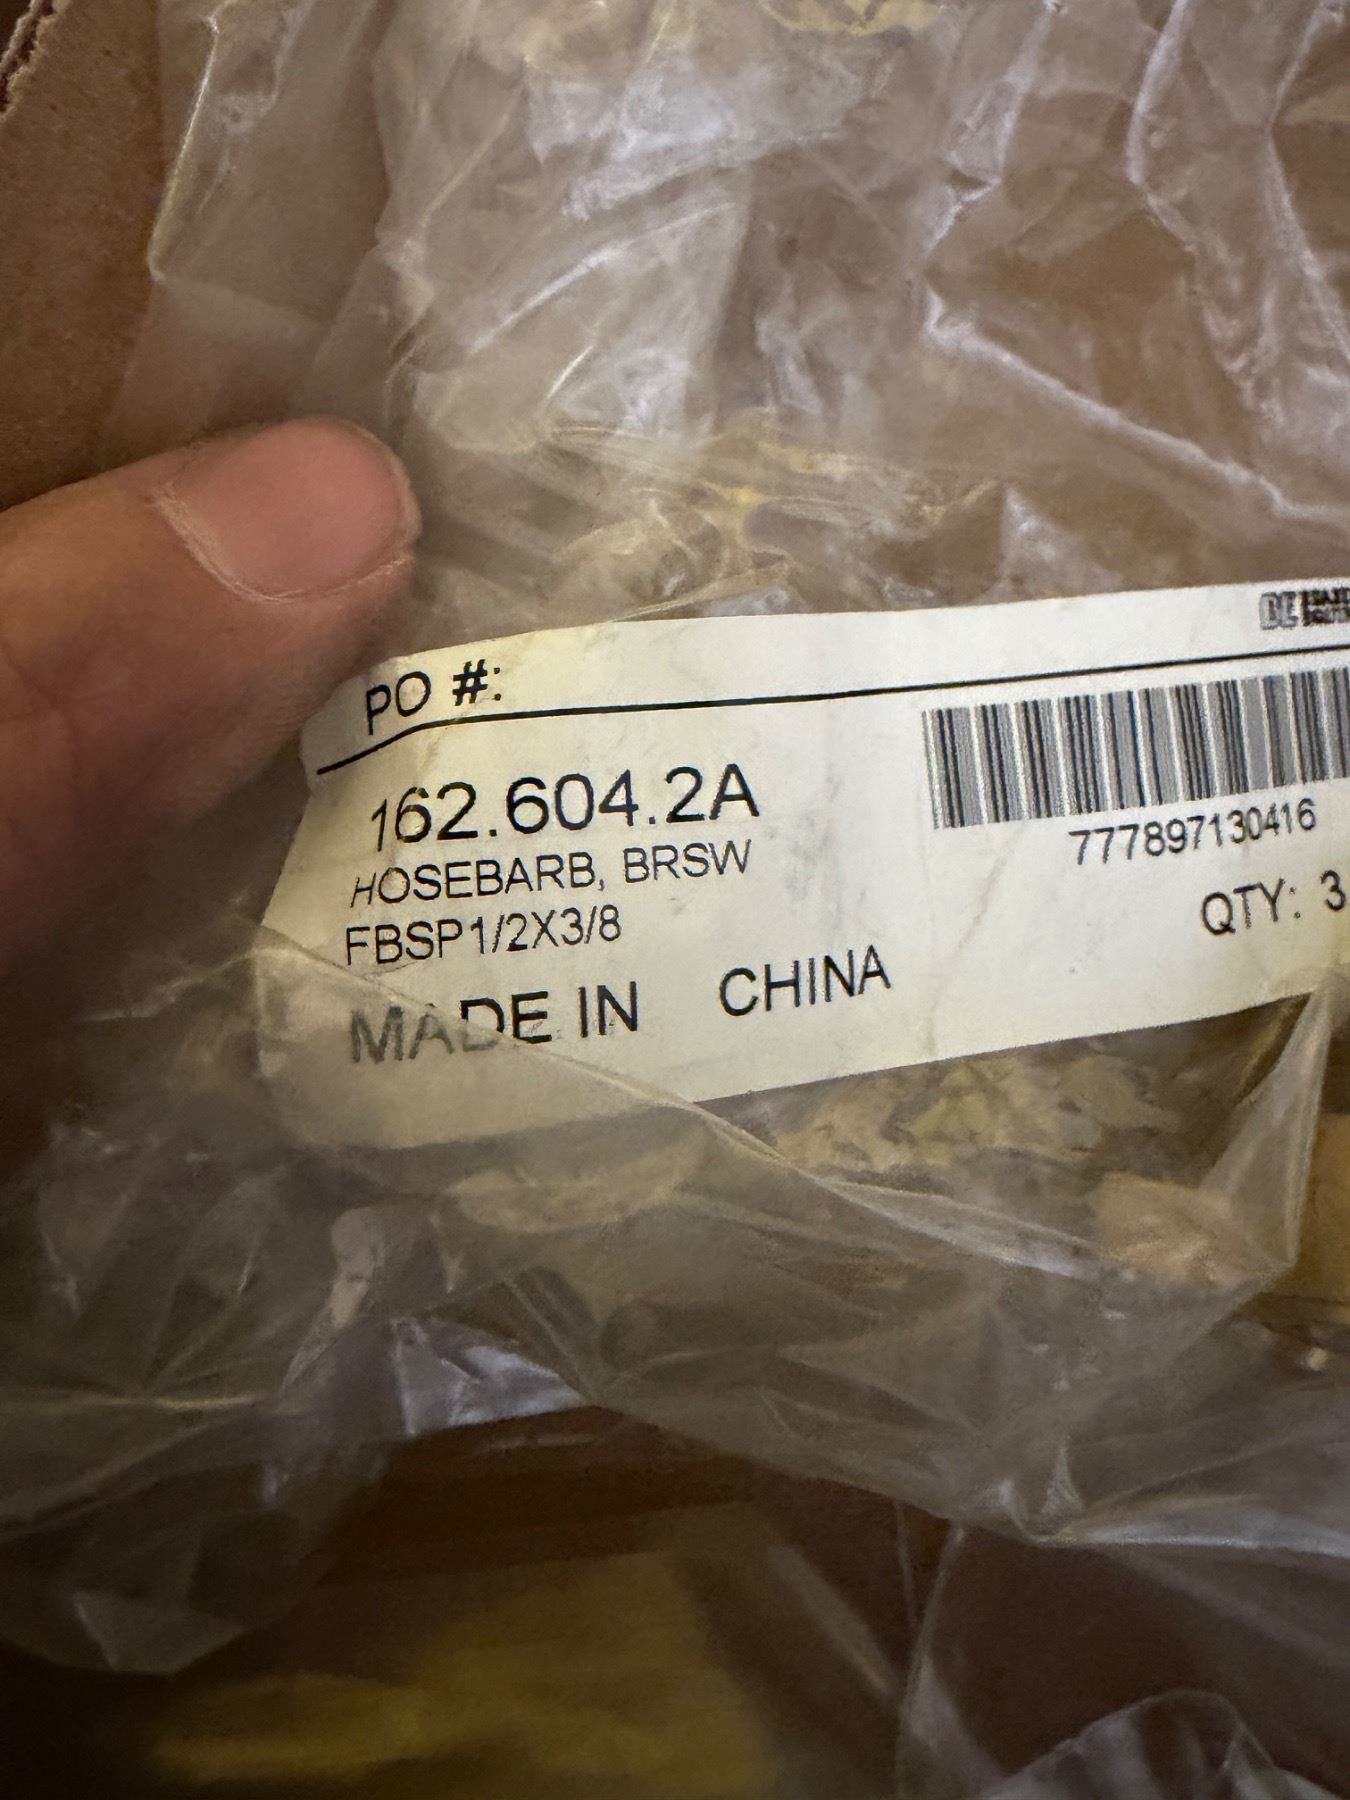 PO #:
162.604.2A
HOSEBARB, BRSW
FBSP1/2X3/8
MADE IN CHINA
777897130416
QTY: 3